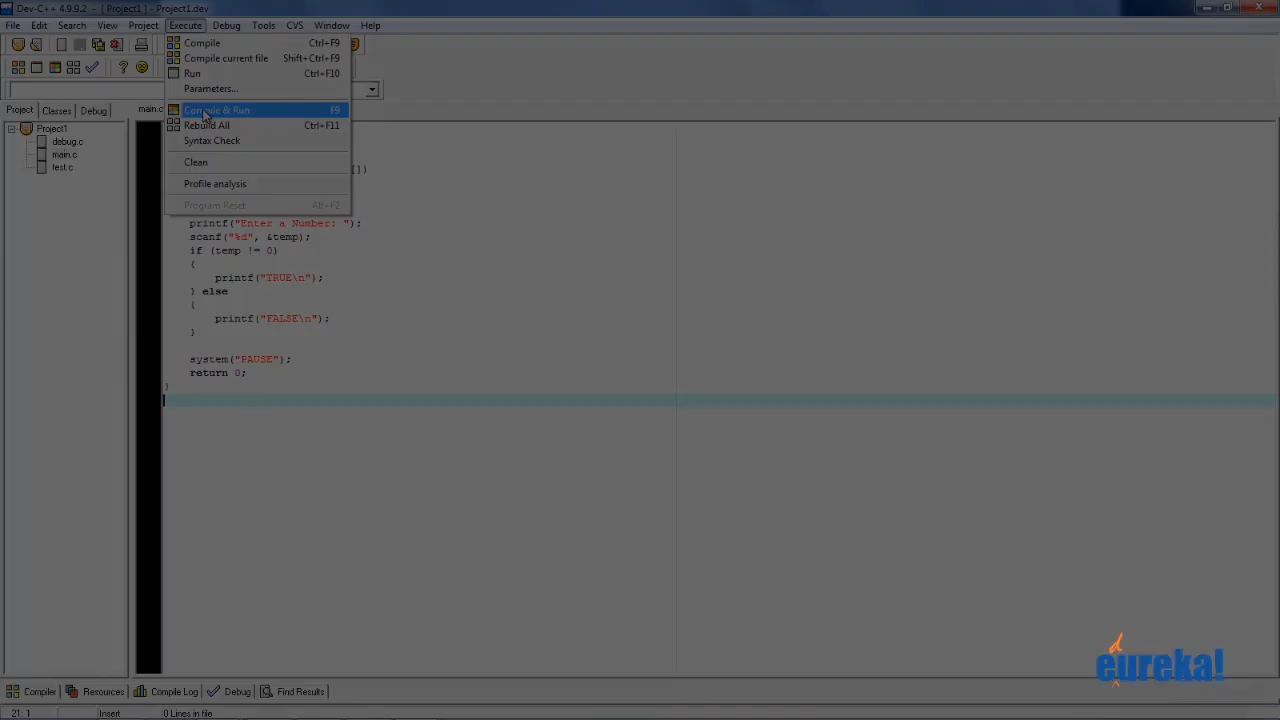 Dev-C++ 4.9.9.2 - [ Project1 ] - Project1.dev
File Edit Search View Project Execute Debug Tools CVS Window Help
Compile Ctrl+F9
Compile current file Shift+Ctrl+F9
Run Ctrl+F10
Parameters...
Compile & Run F9
Rebuild All Ctrl+F11
Syntax Check
Clean
Profile analysis
Program Reset Alt+F2
Project Classes Debug
main.c
Project1
debug.c
main.c
test.c
[])
printf("Enter a Number: ");
scanf("%d", &temp);
if (temp != 0)
{
printf("TRUE\n");
} else
{
printf("FALSE\n");
}
system("PAUSE");
return 0;
}
eureka!
d
Compiler Resources Compile Log Debug Find Results
21: 1 Insert 0 Lines in file